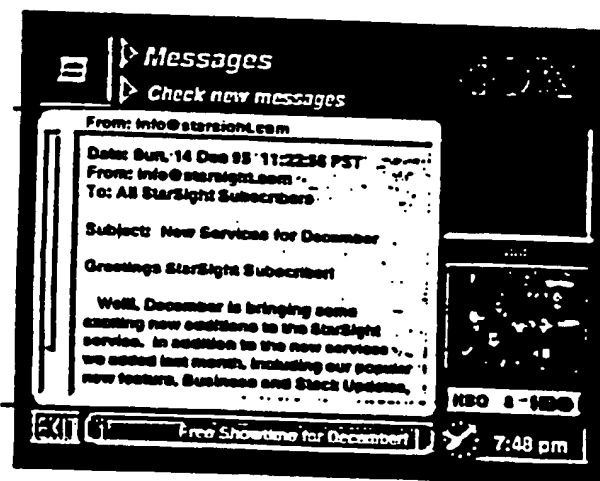 Messages
Check new messages
From: info@starsight.com
Date: Sun, 14 Dec 95 11:22:56 PST
From: info@starsight.com
To: All StarSight Subscribers
Subject: New Services for December
Greetings StarSight Subscriber!
Well, December is bringing some
exciting new additions to the StarSight
service. In addition to the new services
we added last month, including our popular
new feature, Business and Stock Updates,
HBO 8
EXIT
Free Showtime for December!
7:48 pm